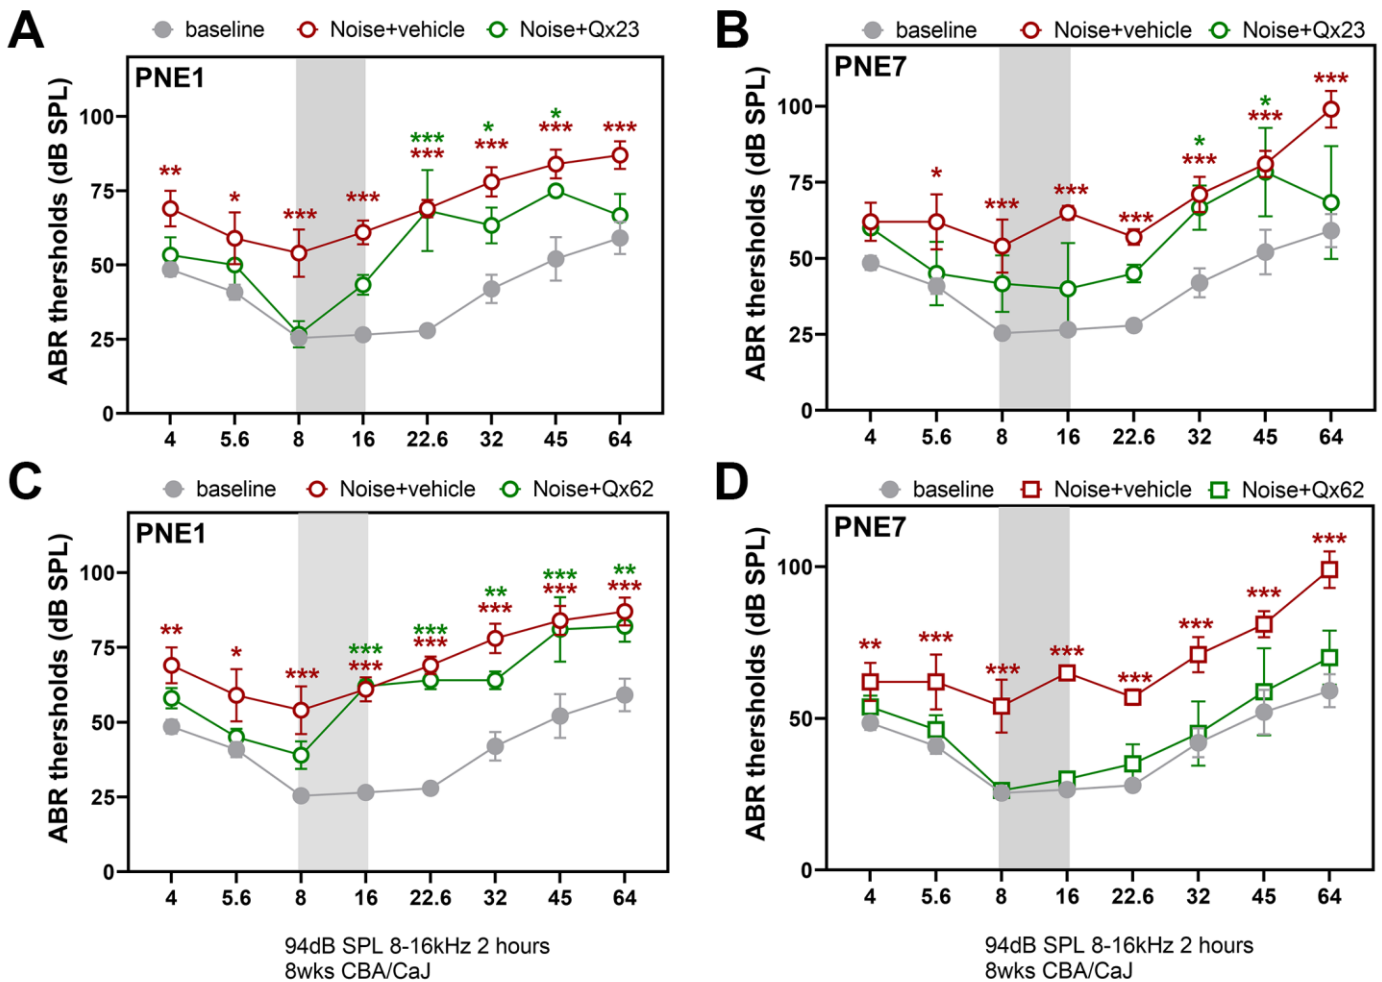 A
baseline Noise+vehicle Noise+Qx23
PNE1
ABR thersholds (dB SPL)
100
75
50
25
0
** * *** *** *** *** *** *** *** * * ***
4 5.6 8 16 22.6 32 45 64
B
baseline Noise+vehicle Noise+Qx23
PNE7
ABR thersholds (dB SPL)
100
75
50
25
0
* *** *** *** * *** * *** ***
4 5.6 8 16 22.6 32 45 64
C
baseline Noise+vehicle Noise+Qx62
PNE1
ABR thersholds (dB SPL)
100
75
50
25
0
** * *** *** *** *** *** ** *** *** *** ** ***
4 5.6 8 16 22.6 32 45 64
94dB SPL 8-16kHz 2 hours
8wks CBA/CaJ
D
baseline Noise+vehicle Noise+Qx62
PNE7
ABR thersholds (dB SPL)
100
50
0
** *** *** *** *** *** *** ***
4 5.6 8 16 22.6 32 45 64
94dB SPL 8-16kHz 2 hours
8wks CBA/CaJ